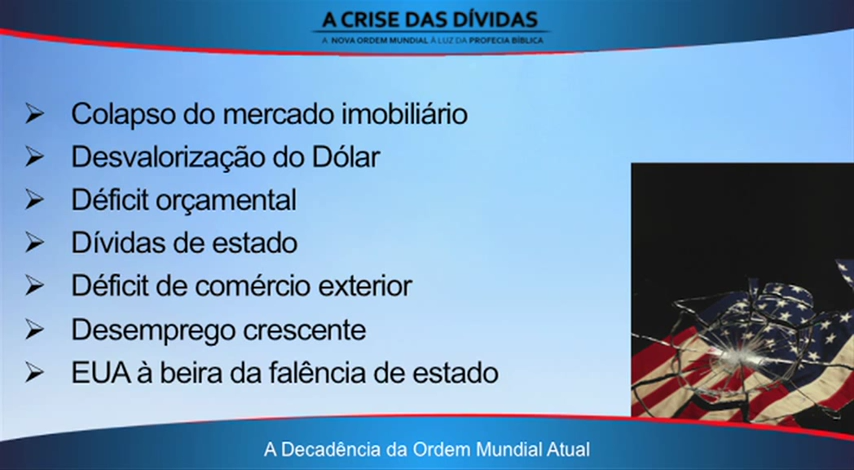 A CRISE DAS DÍVIDAS
A NOVA ORDEM MUNDIAL À LUZ DA PROFECIA BÍBLICA
Colapso do mercado imobiliário
Desvalorização do Dólar
Déficit orçamental
Dívidas de estado
Déficit de comércio exterior
Desemprego crescente
EUA à beira da falência de estado
A Decadência da Ordem Mundial Atual